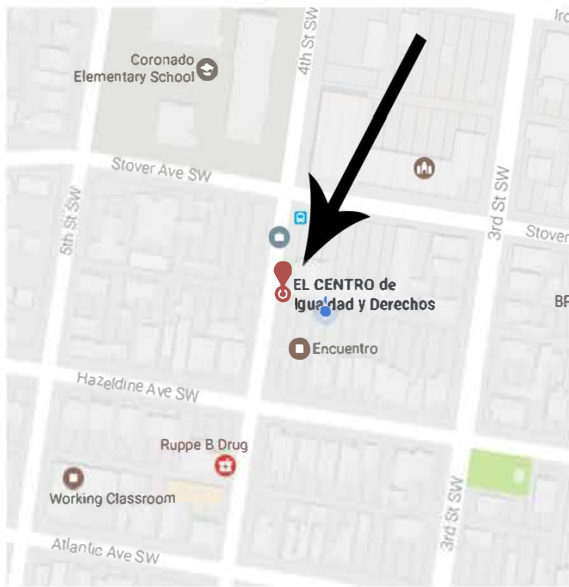 Coronado
Elementary School
4th St SW
Stover Ave SW
5th St SW
3rd St SW
Stover
EL CENTRO de
Igualdad y Derechos
Encuentro
Hazeldine Ave SW
Ruppe B Drug
Working Classroom
3rd St SW
Atlantic Ave SW